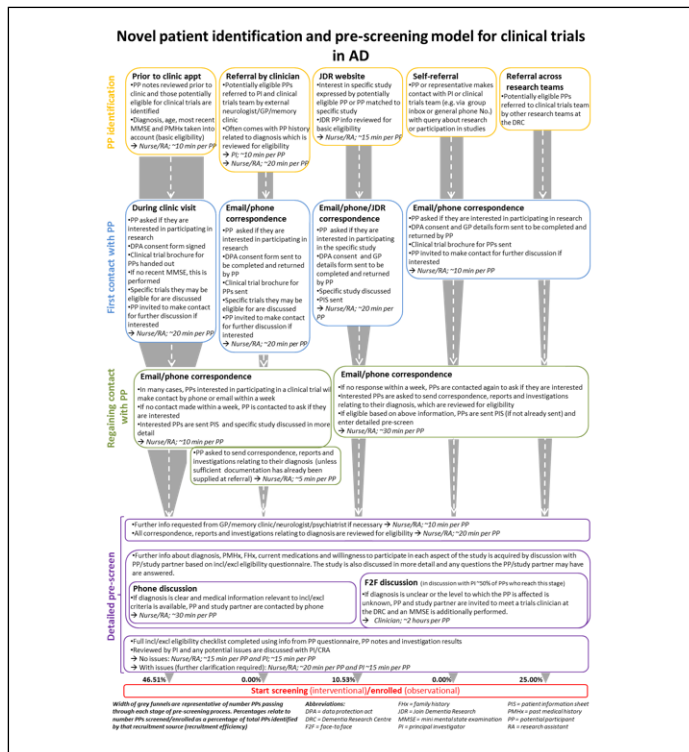 Novel patient identification and pre-screening model for clinical trials
in AD
PP identification
Prior to clinic appt
•PP notes reviewed prior to
clinic and those potentially
eligible for clinical trials are
identified
•Diagnosis, age, most recent
MMSE and PMHx taken into
account (basic eligibility)
→ Nurse/RA; ~10 min per PP
Referral by clinician
•Potentially eligible PPs
referred to PI and clinical
trials team by external
neurologist/GP/memory
clinic
•Often comes with PP history
related to diagnosis which is
reviewed for eligibility
→ PI; ~10 min per PP
→ Nurse/RA; ~20 min per PP
JDR website
•Interest in specific study
expressed by potentially
eligible PP or PP matched to
specific study
•JDR PP info reviewed for
basic eligibility
→ Nurse/RA; ~15 min per PP
Self-referral
•PP or representative makes
contact with PI or clinical
trials team (e.g. via group
inbox or general phone No.)
with query about research
or participation in studies
Referral across
research teams
•Potentially eligible PPs
referred to clinical trials team
by other research teams at
the DRC
First contact with PP
During clinic visit
•PP asked if they are
interested in participating in
research
•DPA consent form signed
•Clinical trial brochure for
PPs handed out
•If no recent MMSE, this is
performed
•Specific trials they may be
eligible for are discussed
•PP invited to make contact
for further discussion if
interested
→ Nurse/RA; ~20 min per PP
Email/phone
correspondence
•PP asked if they are
interested in participating in
research
•DPA consent form sent
to be completed and
returned by PP
•Clinical trial brochure for
PPs sent
•Specific trials they may be
eligible for are discussed
•PP invited to make contact
for further discussion if
interested
→ Nurse/RA; ~20 min per PP
Email/phone/JDR
correspondence
•PP asked if they are
interested in participating
in the specific study
•DPA consent and GP
details form sent to be
completed and returned
by PP
•Specific study discussed
•PIS sent
→ Nurse/RA; ~20 min per
PP
Email/phone correspondence
•PP asked if they are interested in participating in research
•DPA consent and GP details form sent to be completed and
returned by PP
•Clinical trial brochure for PPs sent
•PP invited to make contact for further discussion if
interested
→ Nurse/RA; ~10 min per PP
Regaining contact
with PP
Email/phone correspondence
•In many cases, PPs interested in participating in a clinical trial will
make contact by phone or email within a week
•If no contact made within a week, PP is contacted to ask if they
are interested
•Interested PPs are sent PIS and specific study discussed in more
detail
→ Nurse/RA; ~10 min per PP
•PP asked to send correspondence, reports and
investigations relating to their diagnosis (unless
sufficient documentation has already been
supplied at referral) → Nurse/RA; ~5 min per PP
Email/phone correspondence
•If no response within a week, PPs are contacted again to ask if they are interested
•Interested PPs are asked to send correspondence, reports and investigations
relating to their diagnosis, which are reviewed for eligibility
•If eligible based on above information, PPs are sent PIS (if not already sent) and
enter detailed pre-screen
→ Nurse/RA; ~30 min per PP
Detailed pre-screen
•Further info requested from GP/memory clinic/neurologist/psychiatrist if necessary → Nurse/RA; ~10 min per PP
•All correspondence, reports and investigations relating to diagnosis are reviewed for eligibility → Nurse/RA; ~20 min per PP
•Further info about diagnosis, PMHx, FHx, current medications and willingness to participate in each aspect of the study is acquired by discussion with
PP/study partner based on incl/excl eligibility questionnaire. The study is also discussed in more detail and any questions the PP/study partner may have
are answered.
Phone discussion
•If diagnosis is clear and medical information relevant to incl/excl
criteria is available, PP and study partner are contacted by phone
→ Nurse/RA; ~30 min per PP
F2F discussion (in discussion with PI ~50% of PPs who reach this stage)
•If diagnosis is unclear or the level to which the PP is affected is
unknown, PP and study partner are invited to meet a trials clinician at
the DRC and an MMSE is additionally performed.
→ Clinician; ~2 hours per PP
•Full incl/excl eligibility checklist completed using info from PP questionnaire, PP notes and investigation results
•Reviewed by PI and any potential issues are discussed with PI/CRA
→ No issues: Nurse/RA; ~15 min per PP and PI; ~15 min per PP
→ With issues (further clarification required): Nurse/RA; ~20 min per PP and PI ~15 min per PP
46.51% 0.00% 10.53% 0.00% 25.00%
Start screening (interventional)/enrolled (observational)
Width of grey funnels are representative of number PPs passing
through each stage of pre-screening process. Percentages relate to
number PPs screened/enrolled as a percentage of total PPs identified
by that recruitment source (recruitment efficiency)
Abbreviations:
DPA = data protection act
DRC = Dementia Research Centre
F2F = face to face
FHx = family history
JDR = Join Dementia Research
MMSE= mini mental state examination
PI = principal investigator
PIS = patient information sheet
PMHx = past medical history
PP = potential participant
RA = research assistant